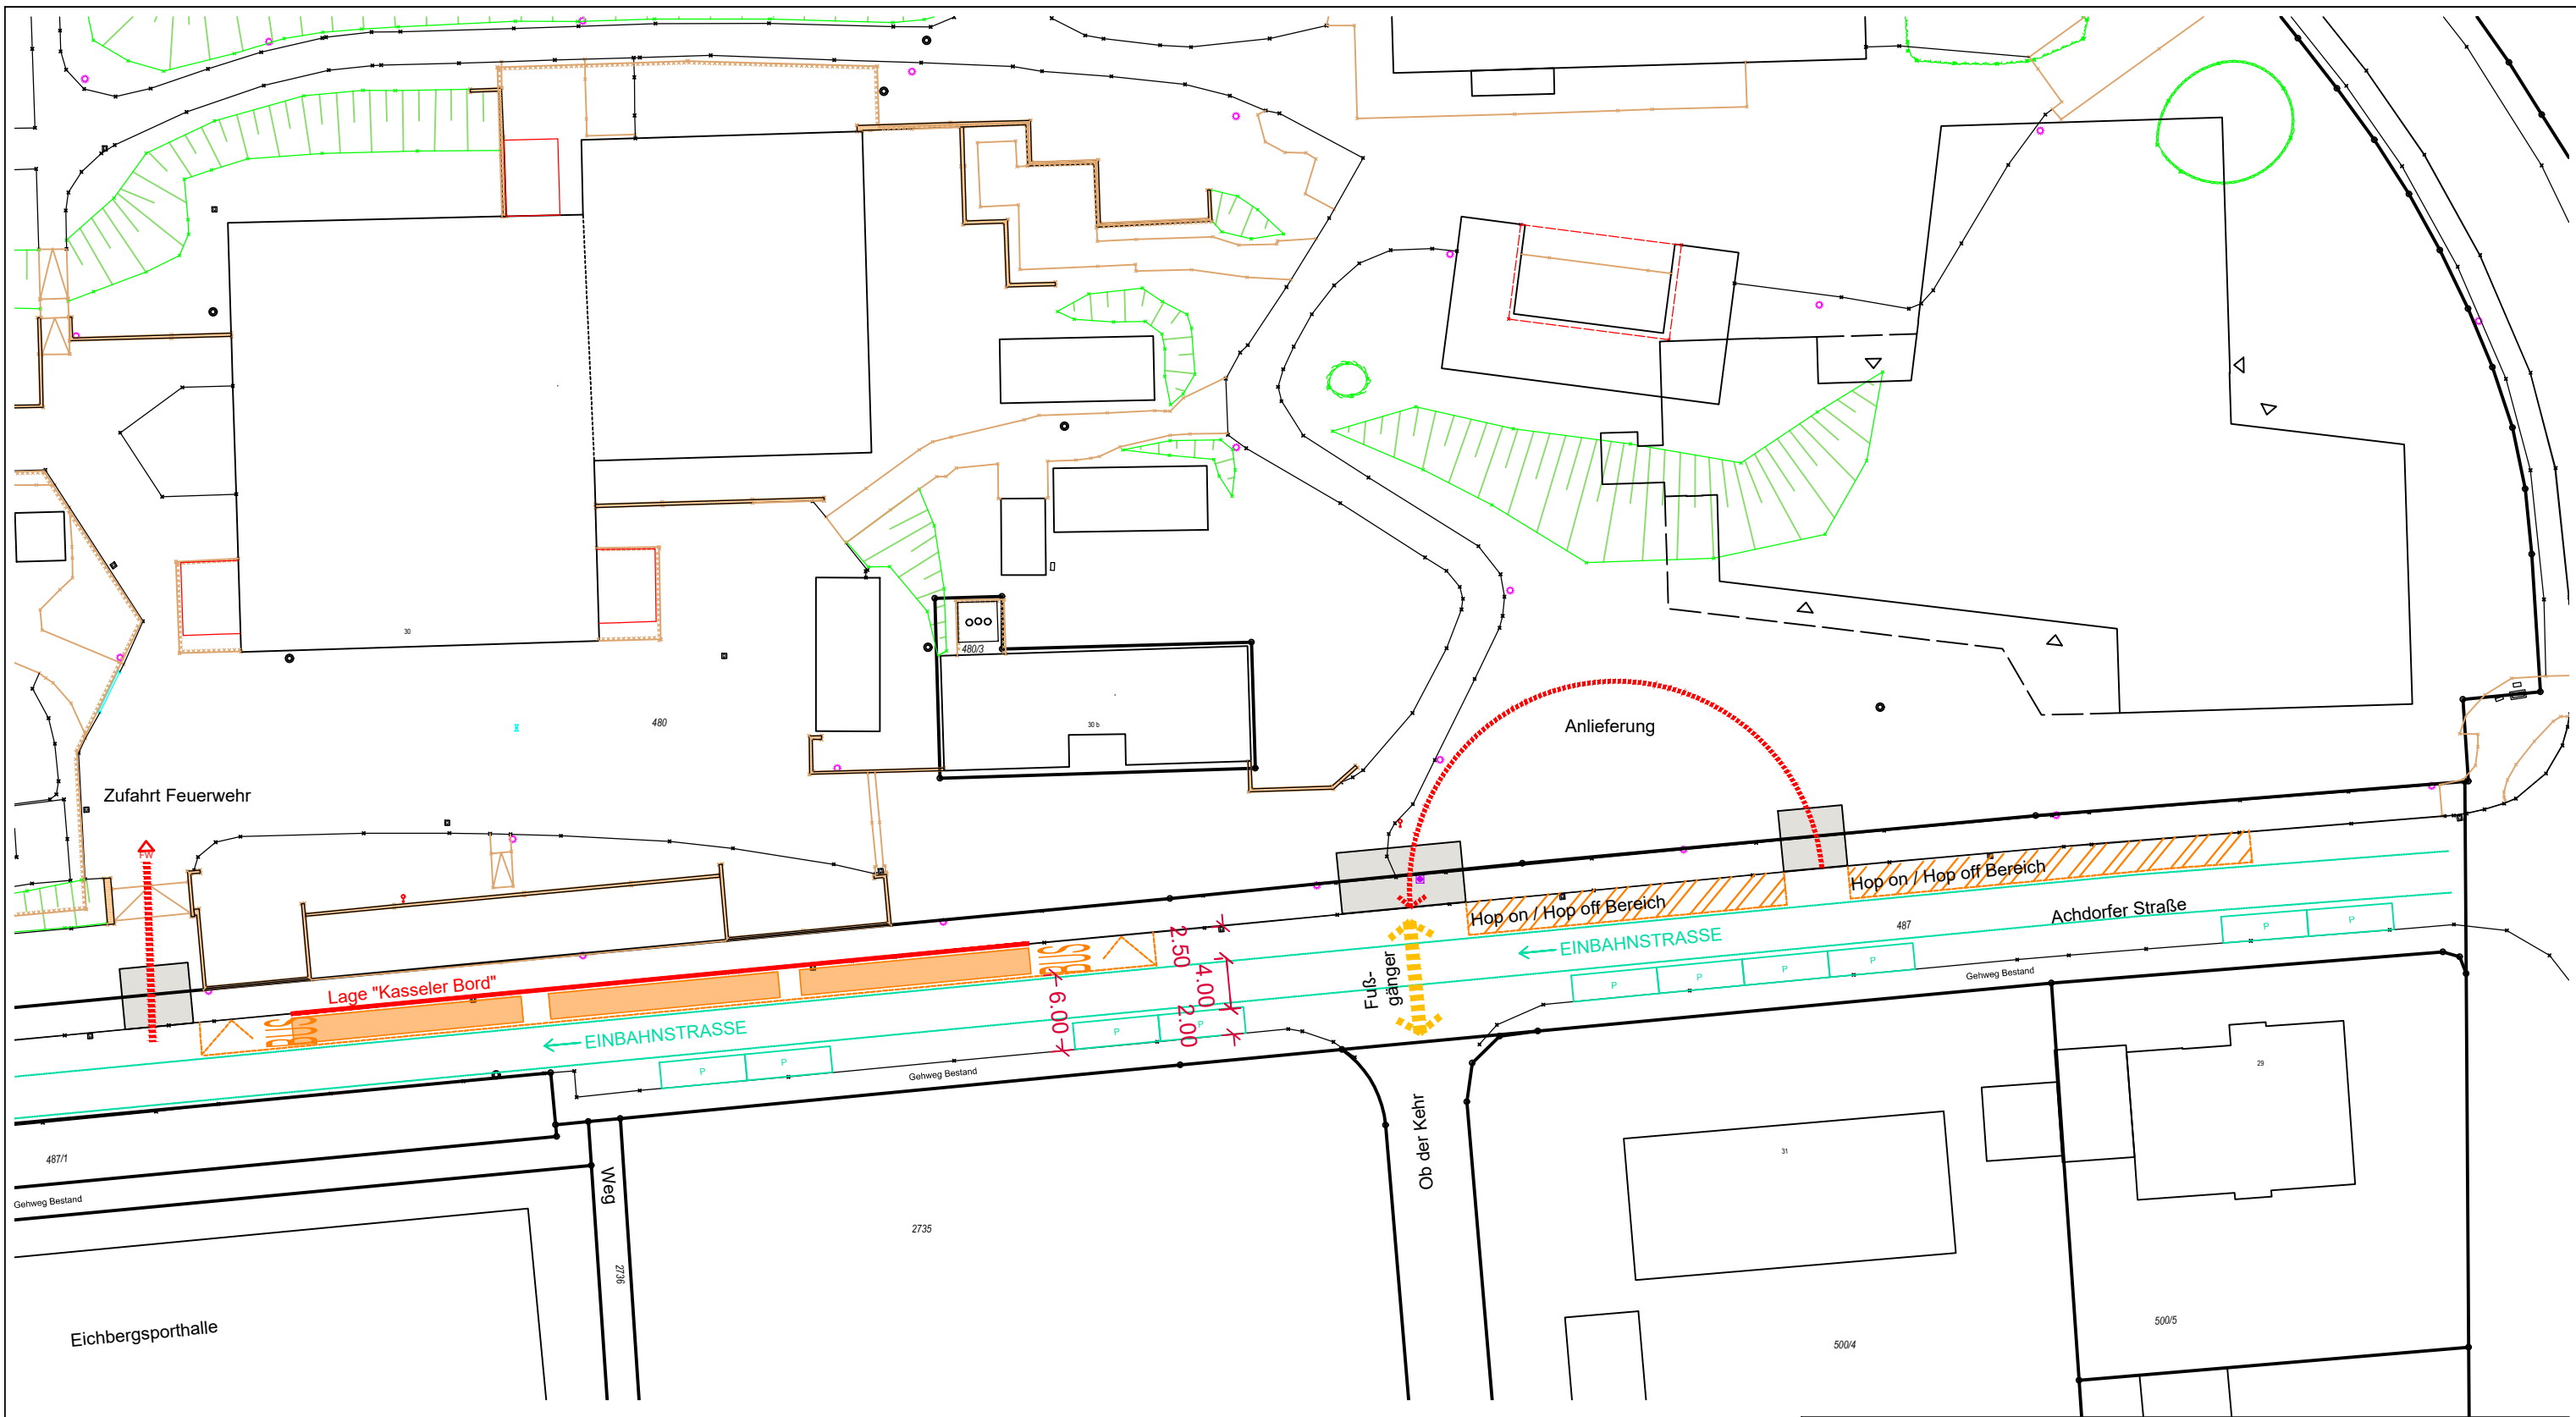 30
480/3
480
30 b
Anlieferung
Zufahrt Feuerwehr
FW
Hop on / Hop off Bereich
Hop on / Hop off Bereich
487
Achdorfer Straße
P
P
EINBAHNSTRASSE
P
P
P
P
Gehweg Bestand
Fuß-
gänger
2.50
4.00
2.00
6.00
BUS
Lage "Kasseler Bord"
BUS
EINBAHNSTRASSE
P
P
P
P
Gehweg Bestand
487/1
Gehweg Bestand
Weg
2736
2735
Ob der Kehr
31
29
Eichbergsporthalle
500/4
500/5